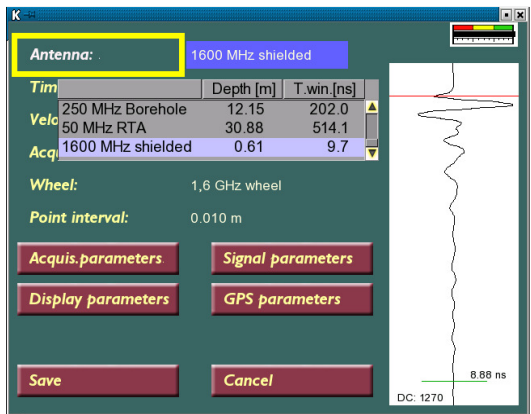 K
Antenna: 1600 MHz shielded
Tim Depth [m] T.win.[ns]
250 MHz Borehole 12.15 202.0
Velo 50 MHz RTA 30.88 514.1
Acq 1600 MHz shielded 0.61 9.7
Wheel: 1,6 GHz wheel
Point interval: 0.010 m
Acquis.parameters Signal parameters
Display parameters GPS parameters
8.88 ns
Save Cancel
DC: 1270